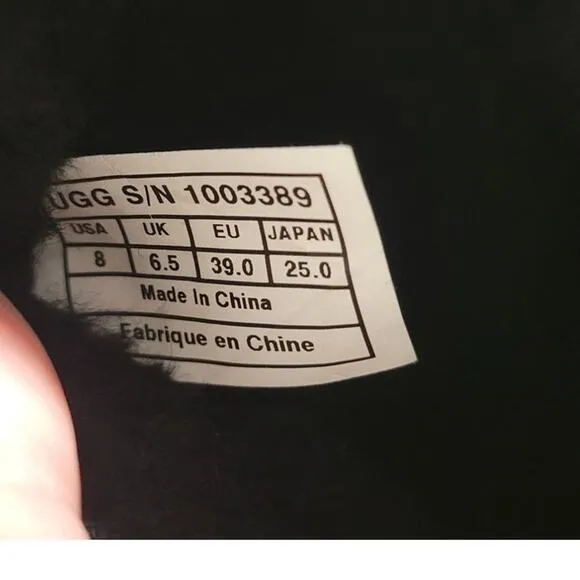 UGG S/N 1003389
USA UK EU JAPAN
8 6.5 39.0 25.0
Made In China
Fabrique en Chine